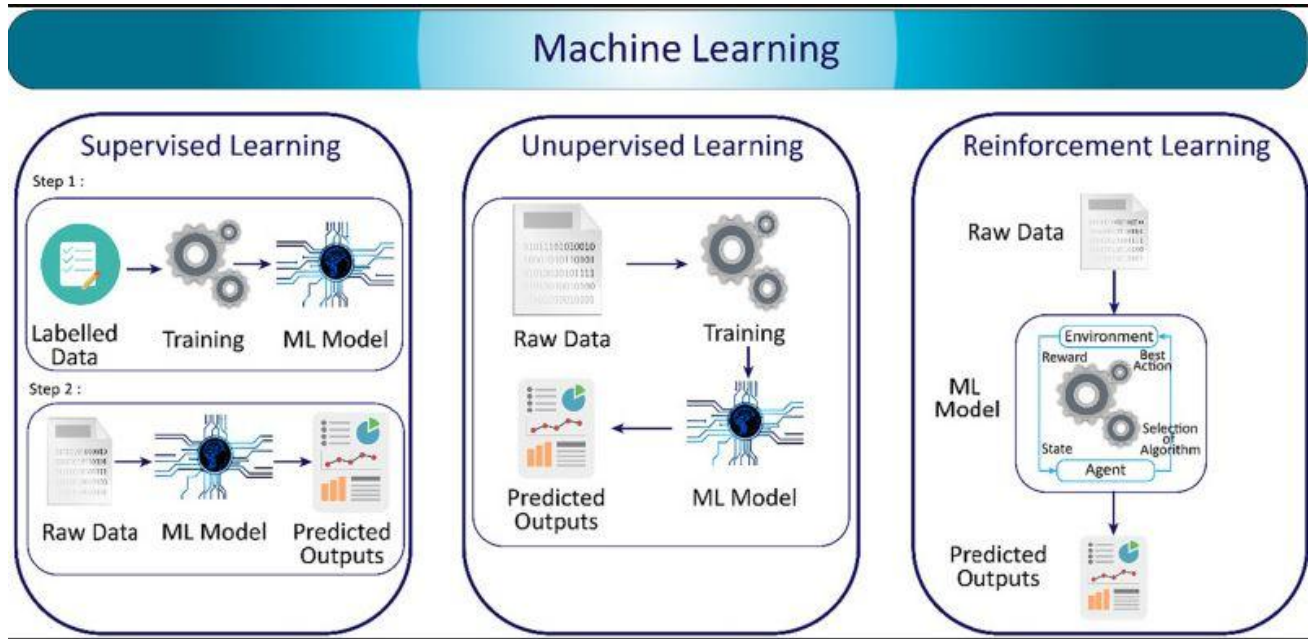 Machine Learning
Supervised Learning
Step 1 :
Labelled
Data
Training
ML Model
Step 2 :
Raw Data
ML Model
Predicted
Outputs
Unupervised Learning
Raw Data
Training
ML Model
Predicted
Outputs
Reinforcement Learning
Raw Data
ML
Model
Environment
Reward
Best
Action
State
Selection
of
Algorithm
Agent
Predicted
Outputs